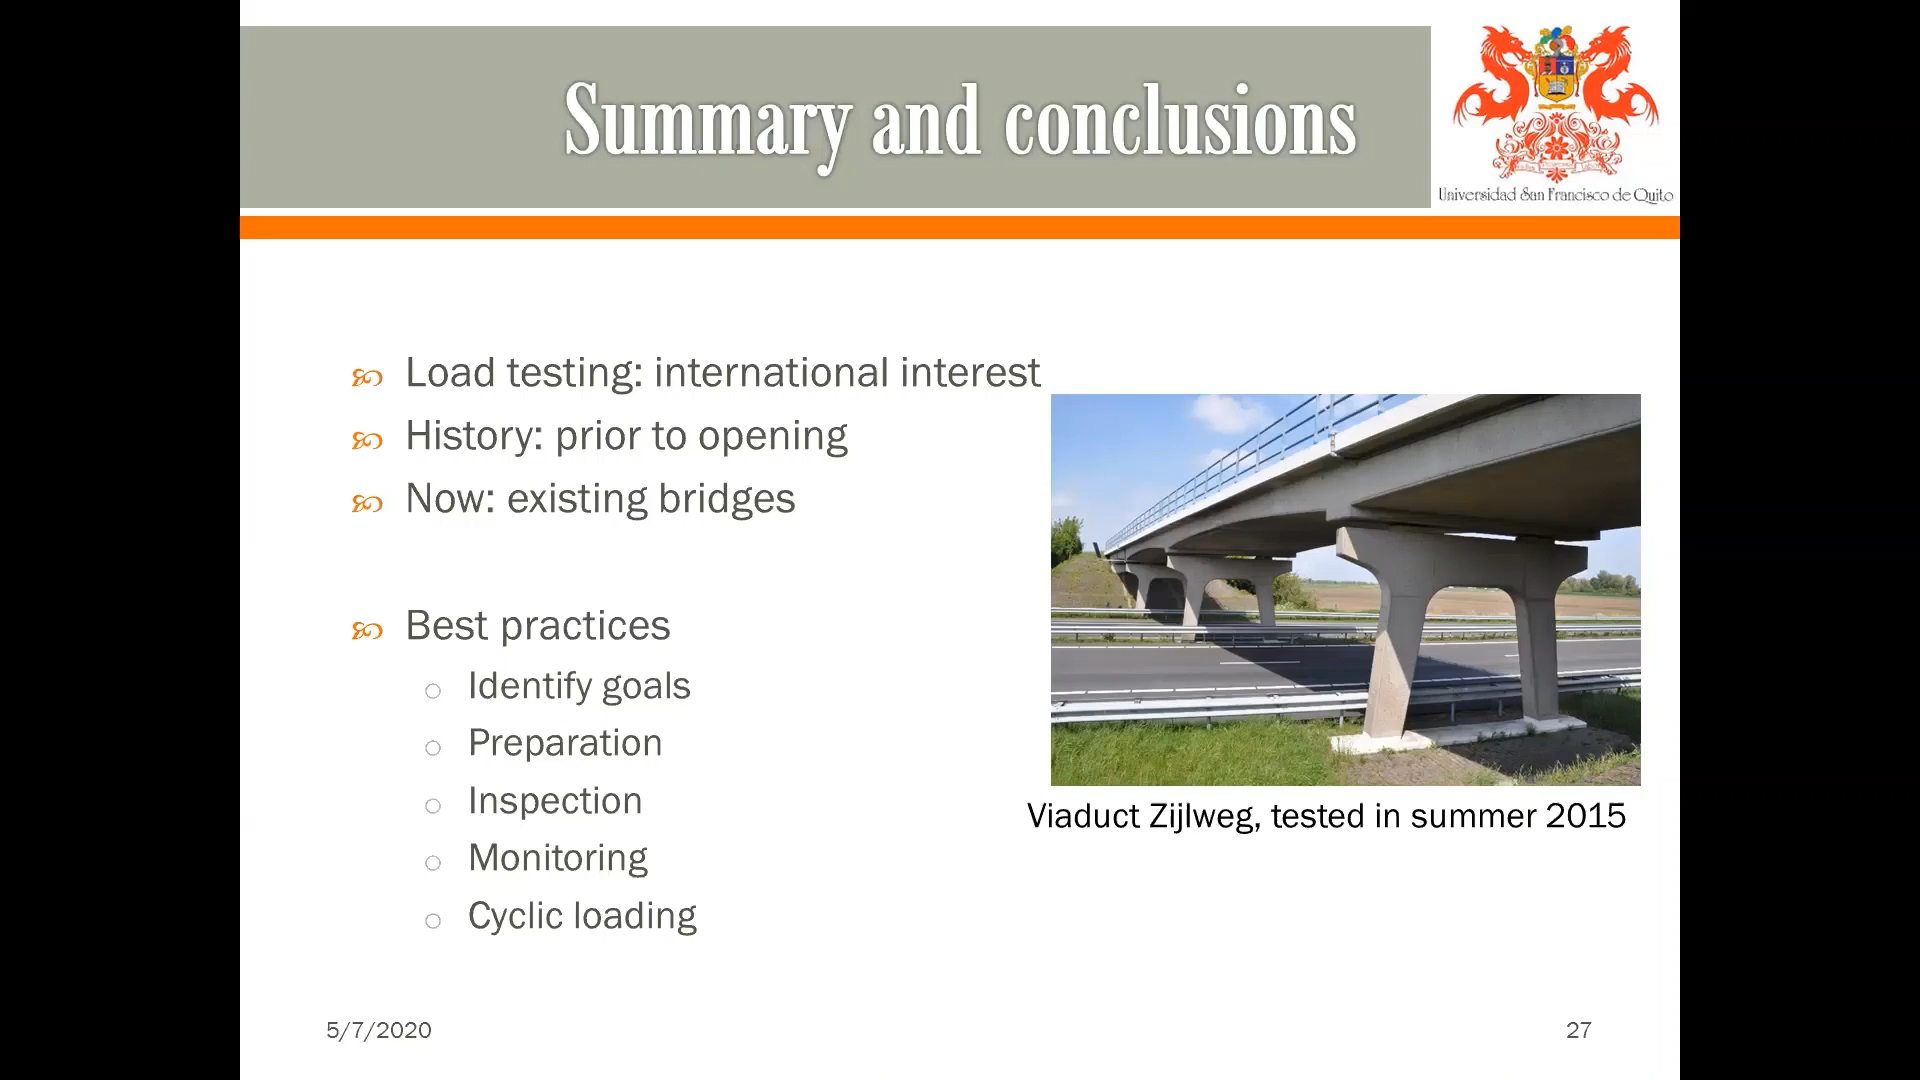 Summary and conclusions
Universidad San Francisco de Quito
Load testing: international interest
History: prior to opening
Now: existing bridges
Best practices
Identify goals
Preparation
Inspection
Monitoring
Cyclic loading
Viaduct Zijlweg, tested in summer 2015
5/7/2020
27